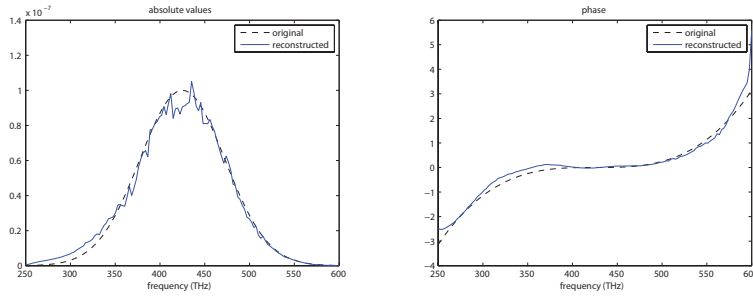 absolute values
x 10⁻⁷
1.4
1.2
1
0.8
0.6
0.4
0.2
0
250 300 350 400 450 500 550 600
frequency (THz)
original
reconstructed
phase
6
5
4
3
2
1
0
−1
−2
−3
−4
250 300 350 400 450 500 550 600
frequency (THz)
original
reconstructed